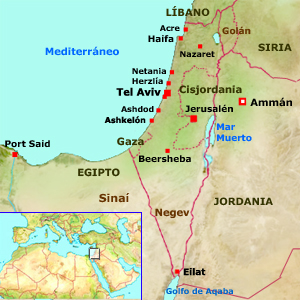 LÍBANO
Acre
Haifa
Golán
SIRIA
Nazaret
Mediterráneo
Netania
Herzlia
Cisjordania
Tel Aviv
Ammán
Jerusalén
Ashdod
Ashkelón
Mar
Muerto
Gaza
Port Said
Beersheba
EGIPTO
Sinaí
JORDANIA
Negev
Eilat
Golfo de Aqaba